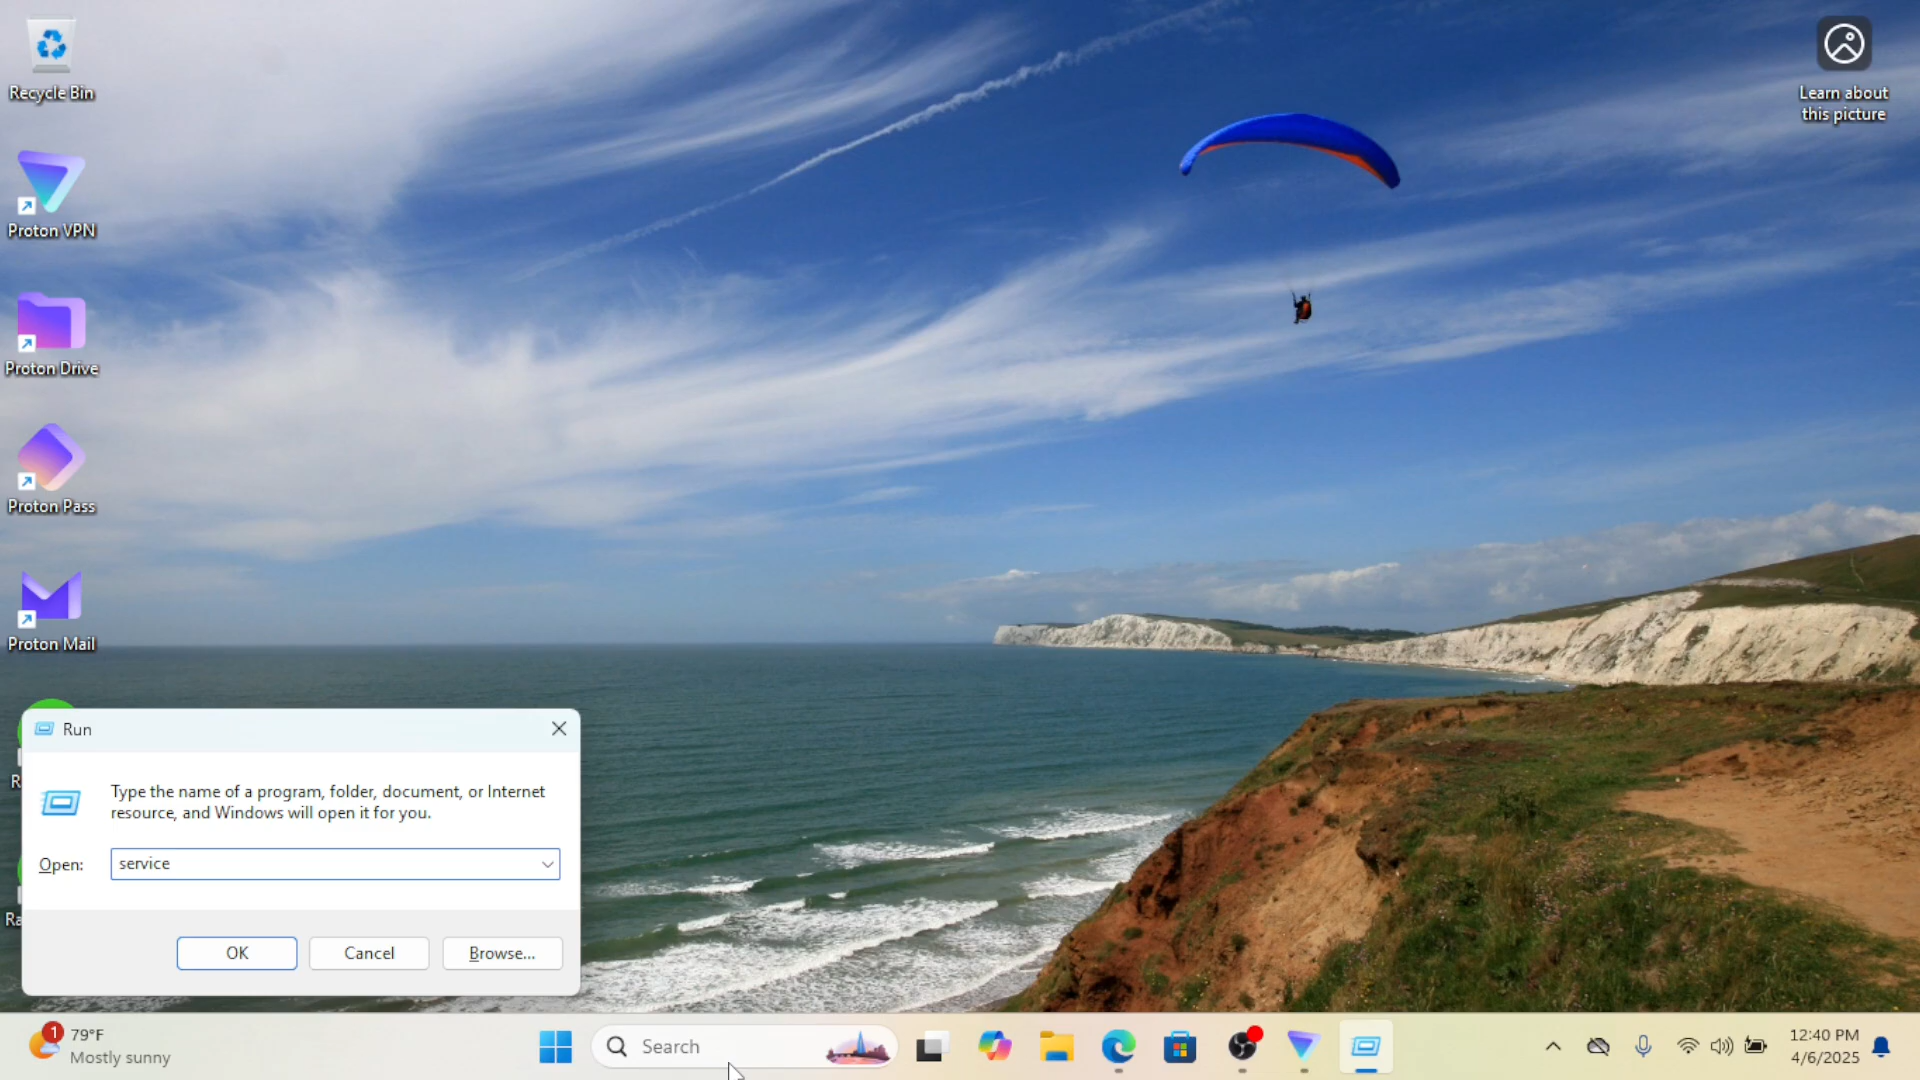 Recycle Bin
Proton VPN
Proton Drive
Proton Pass
Proton Mail
Learn about
this picture
Run
Type the name of a program, folder, document, or Internet
resource, and Windows will open it for you.
Open:
service
OK
Cancel
Browse...
1
79°F
Mostly sunny
Search
12:40 PM
4/6/2025